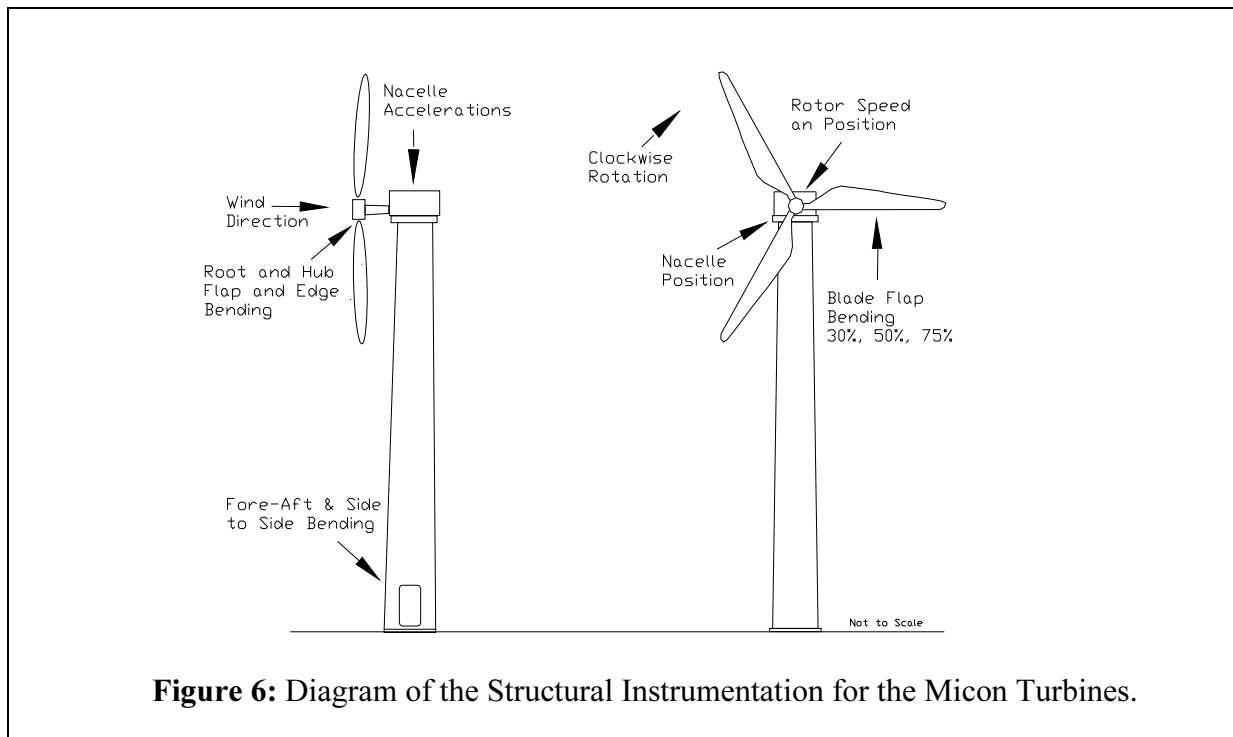 Nacelle
Accelerations
Wind
Direction
Root and Hub
Flap and Edge
Bending
Fore-Aft & Side
to Side Bending
Clockwise
Rotation
Rotor Speed
an Position
Nacelle
Position
Blade Flap
Bending
30%, 50%, 75%
Not to Scale
Figure 6: Diagram of the Structural Instrumentation for the Micon Turbines.